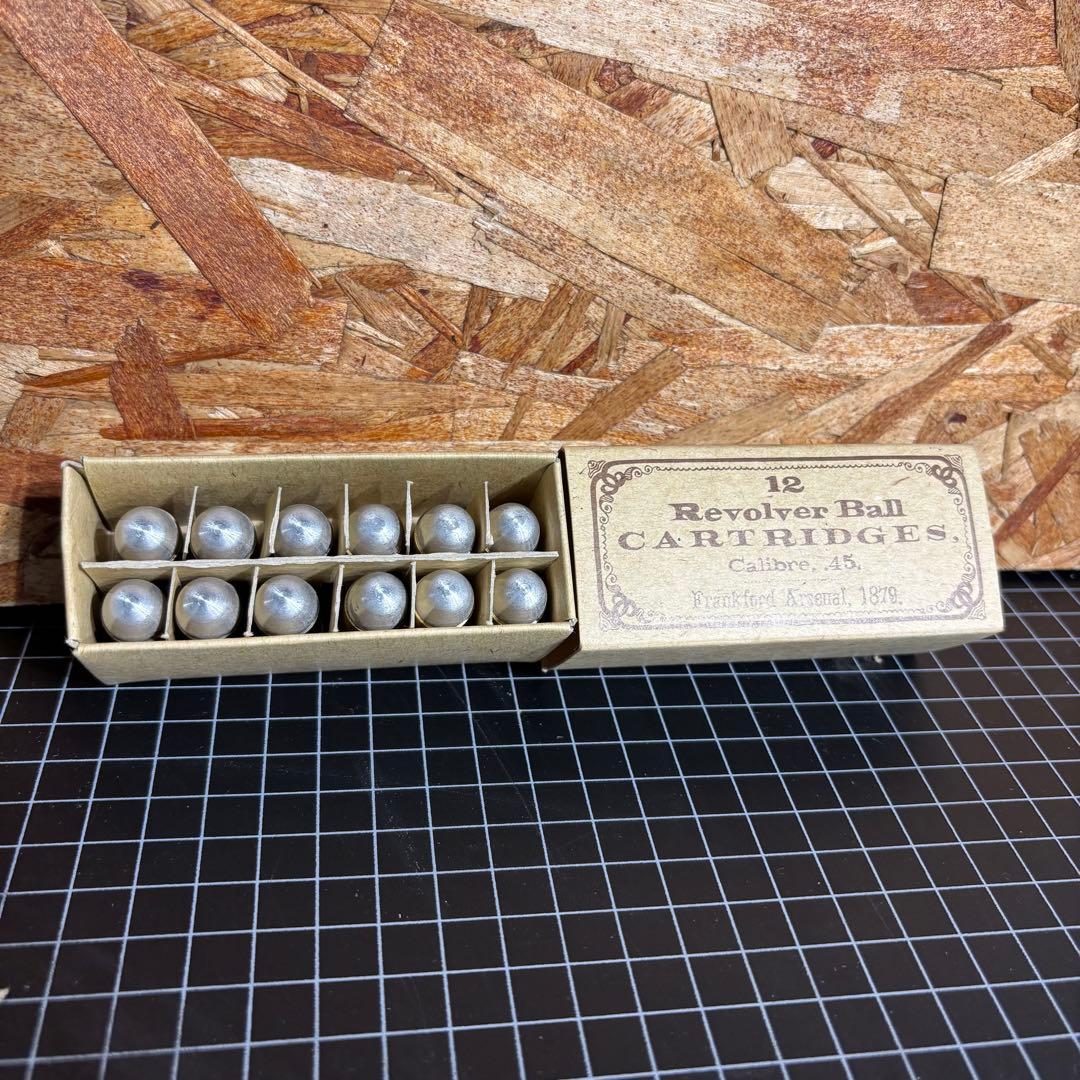 12
Revolver Ball
CARTRIDGES.
Calibre, .45,
Frankford Arsenal, 1879.